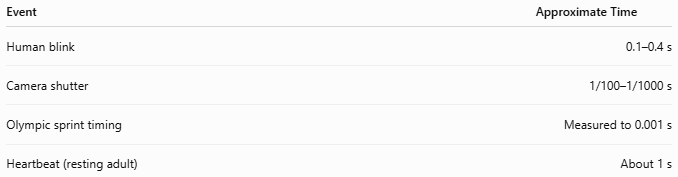 Event Approximate Time
Human blink 0.1–0.4 s
Camera shutter 1/100–1/1000 s
Olympic sprint timing Measured to 0.001 s
Heartbeat (resting adult) About 1 s